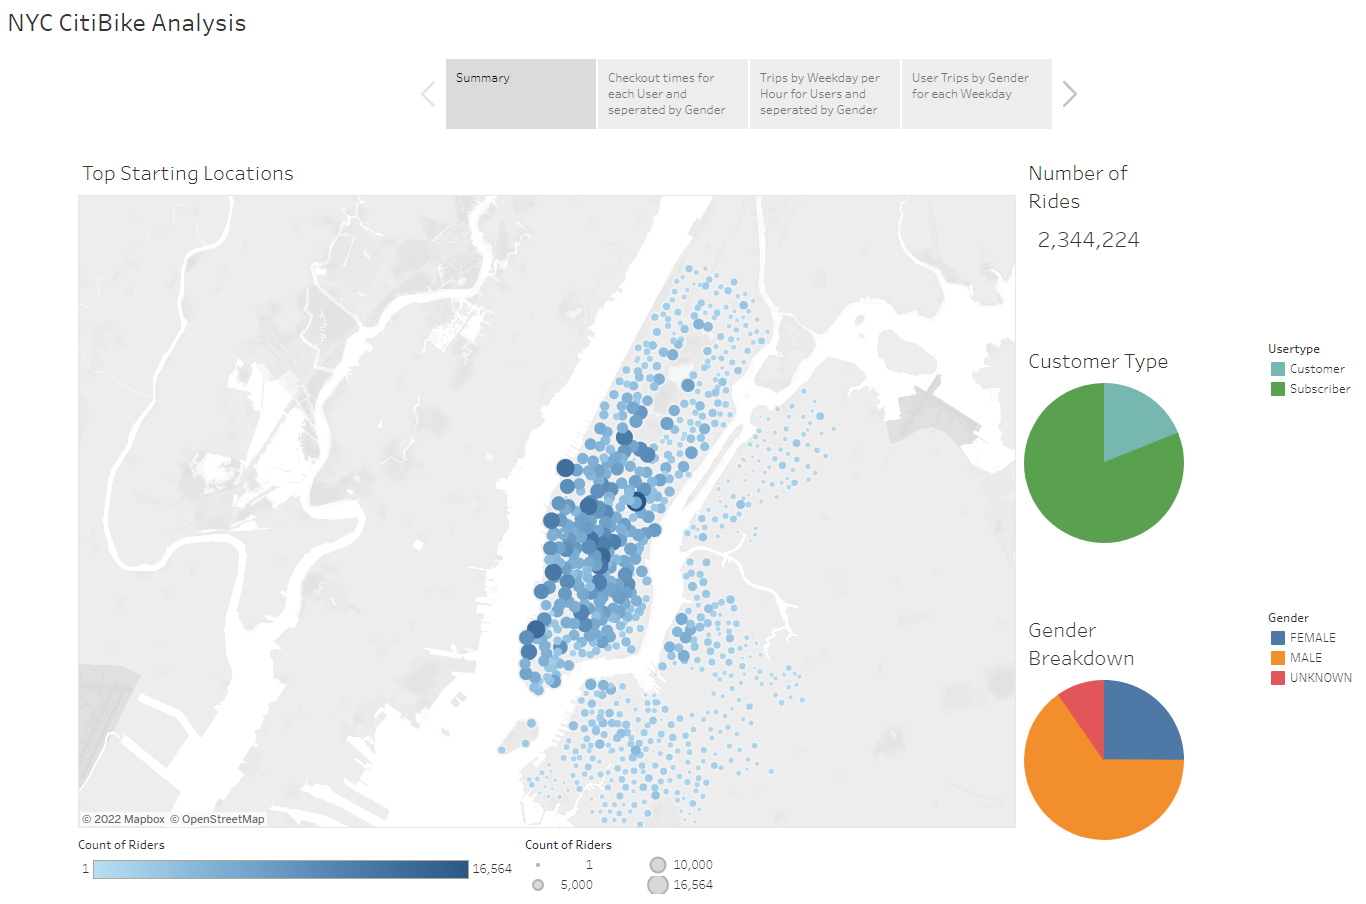 NYC CitiBike Analysis
Summary
Checkout times for
each User and
seperated by Gender
Trips by Weekday per
Hour for Users and
seperated by Gender
User Trips by Gender
for each Weekday
Top Starting Locations
Number of
Rides
2,344,224
Customer Type
Usertype
Customer
Subscriber
Gender
Breakdown
Gender
FEMALE
MALE
UNKNOWN
© 2022 Mapbox © OpenStreetMap
Count of Riders
1 16,564
Count of Riders
1 10,000
5,000 16,564